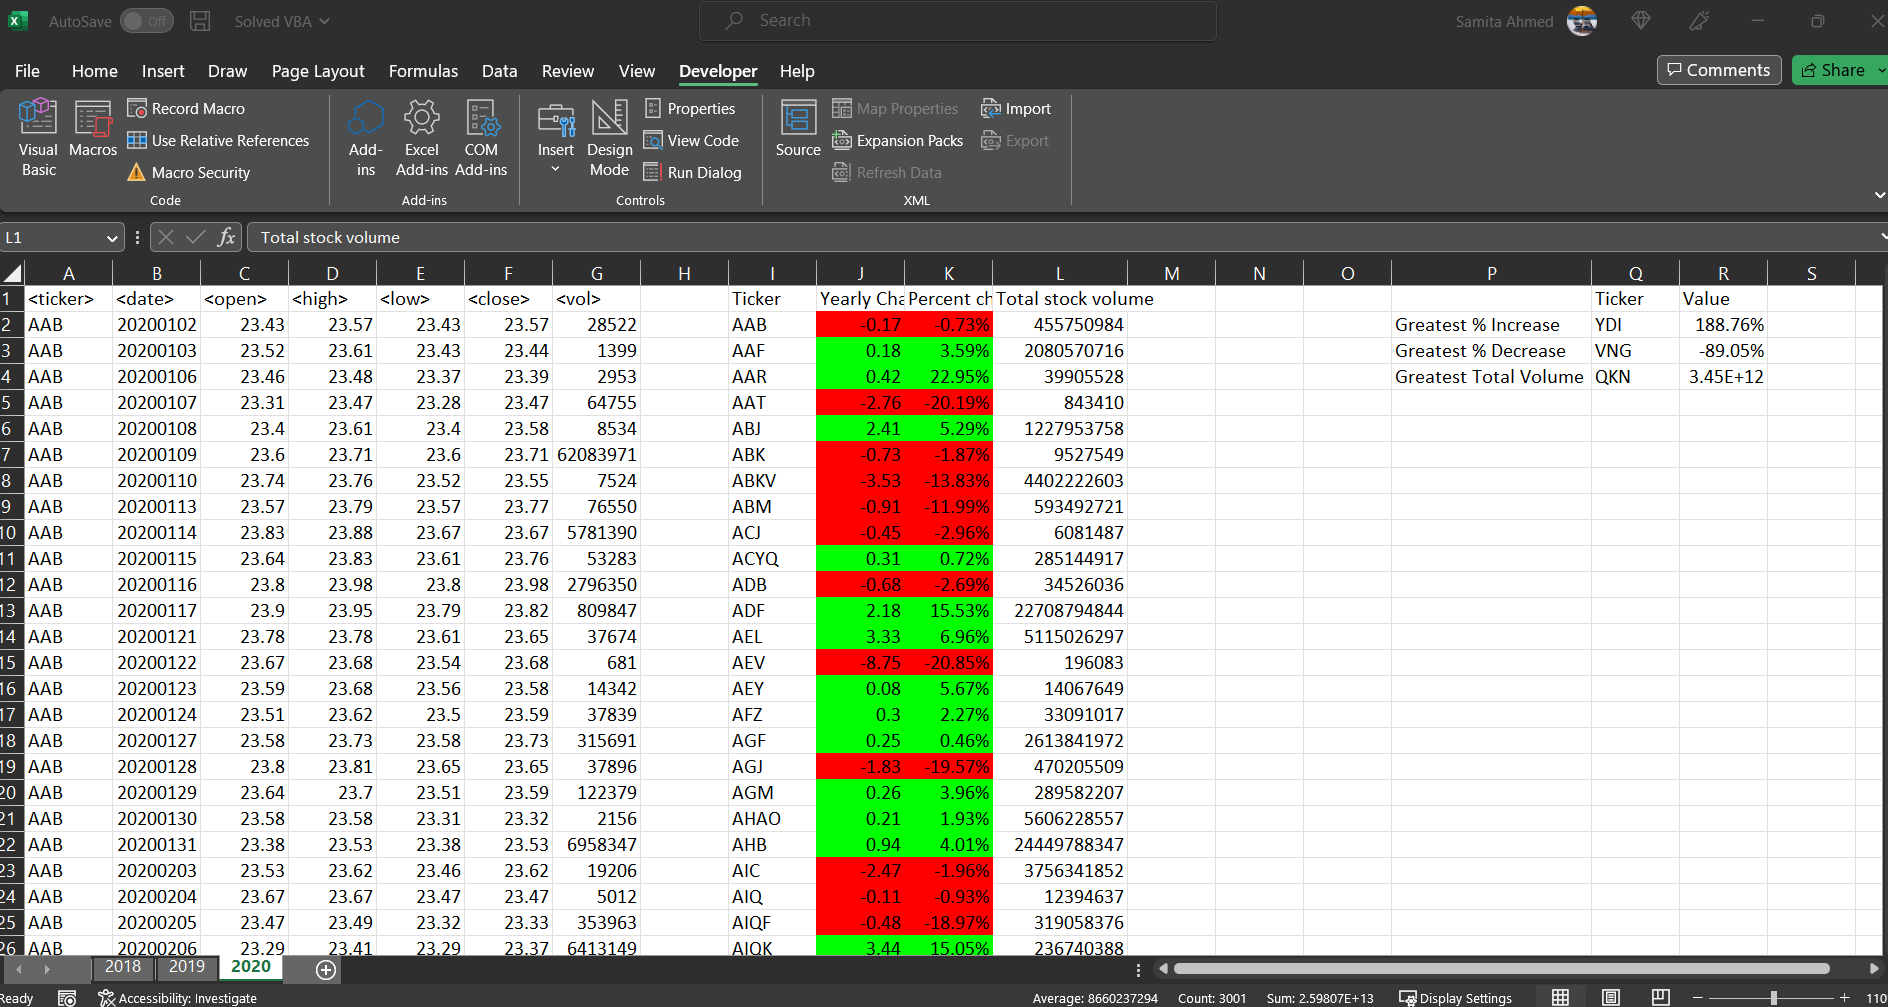 AutoSave Off Solved VBA Search Samita Ahmed
File Home Insert Draw Page Layout Formulas Data Review View Developer Help Comments Share
Visual Basic
Macros
Record Macro
Use Relative References
Macro Security
Code
Add-ins
Excel Add-ins
COM Add-ins
Add-ins
Insert
Design Mode
Properties
View Code
Run Dialog
Controls
Source
Map Properties
Expansion Packs
Refresh Data
Import
Export
XML
L1 fx Total stock volume
A B C D E F G H I J K L M N O P Q R S
1 <ticker> <date> <open> <high> <low> <close> <vol> Ticker Yearly Cha Percent ch Total stock volume Ticker Value
2 AAB 20200102 23.43 23.57 23.43 23.57 28522 AAB -0.17 -0.73% 455750984 Greatest % Increase YDI 188.76%
3 AAB 20200103 23.52 23.61 23.43 23.44 1399 AAF 0.18 3.59% 2080570716 Greatest % Decrease VNG -89.05%
4 AAB 20200106 23.46 23.48 23.37 23.39 2953 AAR 0.42 22.95% 39905528 Greatest Total Volume QKN 3.45E+12
5 AAB 20200107 23.31 23.47 23.28 23.47 64755 AAT -2.76 -20.19% 843410
6 AAB 20200108 23.4 23.61 23.4 23.58 8534 ABJ 2.41 5.29% 1227953758
7 AAB 20200109 23.6 23.71 23.6 23.71 62083971 ABK -0.73 -1.87% 9527549
8 AAB 20200110 23.74 23.76 23.52 23.55 7524 ABKV -3.53 -13.83% 4402222603
9 AAB 20200113 23.57 23.79 23.57 23.77 76550 ABM -0.91 -11.99% 593492721
10 AAB 20200114 23.83 23.88 23.67 23.67 5781390 ACJ -0.45 -2.96% 6081487
11 AAB 20200115 23.64 23.83 23.61 23.76 53283 ACYQ 0.31 0.72% 285144917
12 AAB 20200116 23.8 23.98 23.8 23.98 2796350 ADB -0.68 -2.69% 34526036
13 AAB 20200117 23.9 23.95 23.79 23.82 809847 ADF 2.18 15.53% 22708794844
14 AAB 20200121 23.78 23.78 23.61 23.65 37674 AEL 3.33 6.96% 5115026297
15 AAB 20200122 23.67 23.68 23.54 23.68 681 AEV -8.75 -20.85% 196083
16 AAB 20200123 23.59 23.68 23.56 23.58 14342 AEY 0.08 5.67% 14067649
17 AAB 20200124 23.51 23.62 23.5 23.59 37839 AFZ 0.3 2.27% 33091017
18 AAB 20200127 23.58 23.73 23.58 23.73 315691 AGF 0.25 0.46% 2613841972
19 AAB 20200128 23.8 23.81 23.65 23.65 37896 AGJ -1.83 -19.57% 470205509
20 AAB 20200129 23.64 23.7 23.51 23.59 122379 AGM 0.26 3.96% 289582207
21 AAB 20200130 23.58 23.58 23.31 23.32 2156 AHAO 0.21 1.93% 5606228557
22 AAB 20200131 23.38 23.53 23.38 23.53 6958347 AHB 0.94 4.01% 24449788347
23 AAB 20200203 23.53 23.62 23.46 23.62 19206 AIC -2.47 -1.96% 3756341852
24 AAB 20200204 23.67 23.67 23.47 23.47 5012 AIQ -0.11 -0.93% 12394637
25 AAB 20200205 23.47 23.49 23.32 23.33 353963 AIQF -0.48 -18.97% 319058376
26 AAB 20200206 23.29 23.41 23.29 23.37 6413149 AIQK 3.44 15.05% 236740388
2018 2019 2020
Ready Accessibility: Investigate Average: 8660237294 Count: 3001 Sum: 2.59807E+13 Display Settings 110